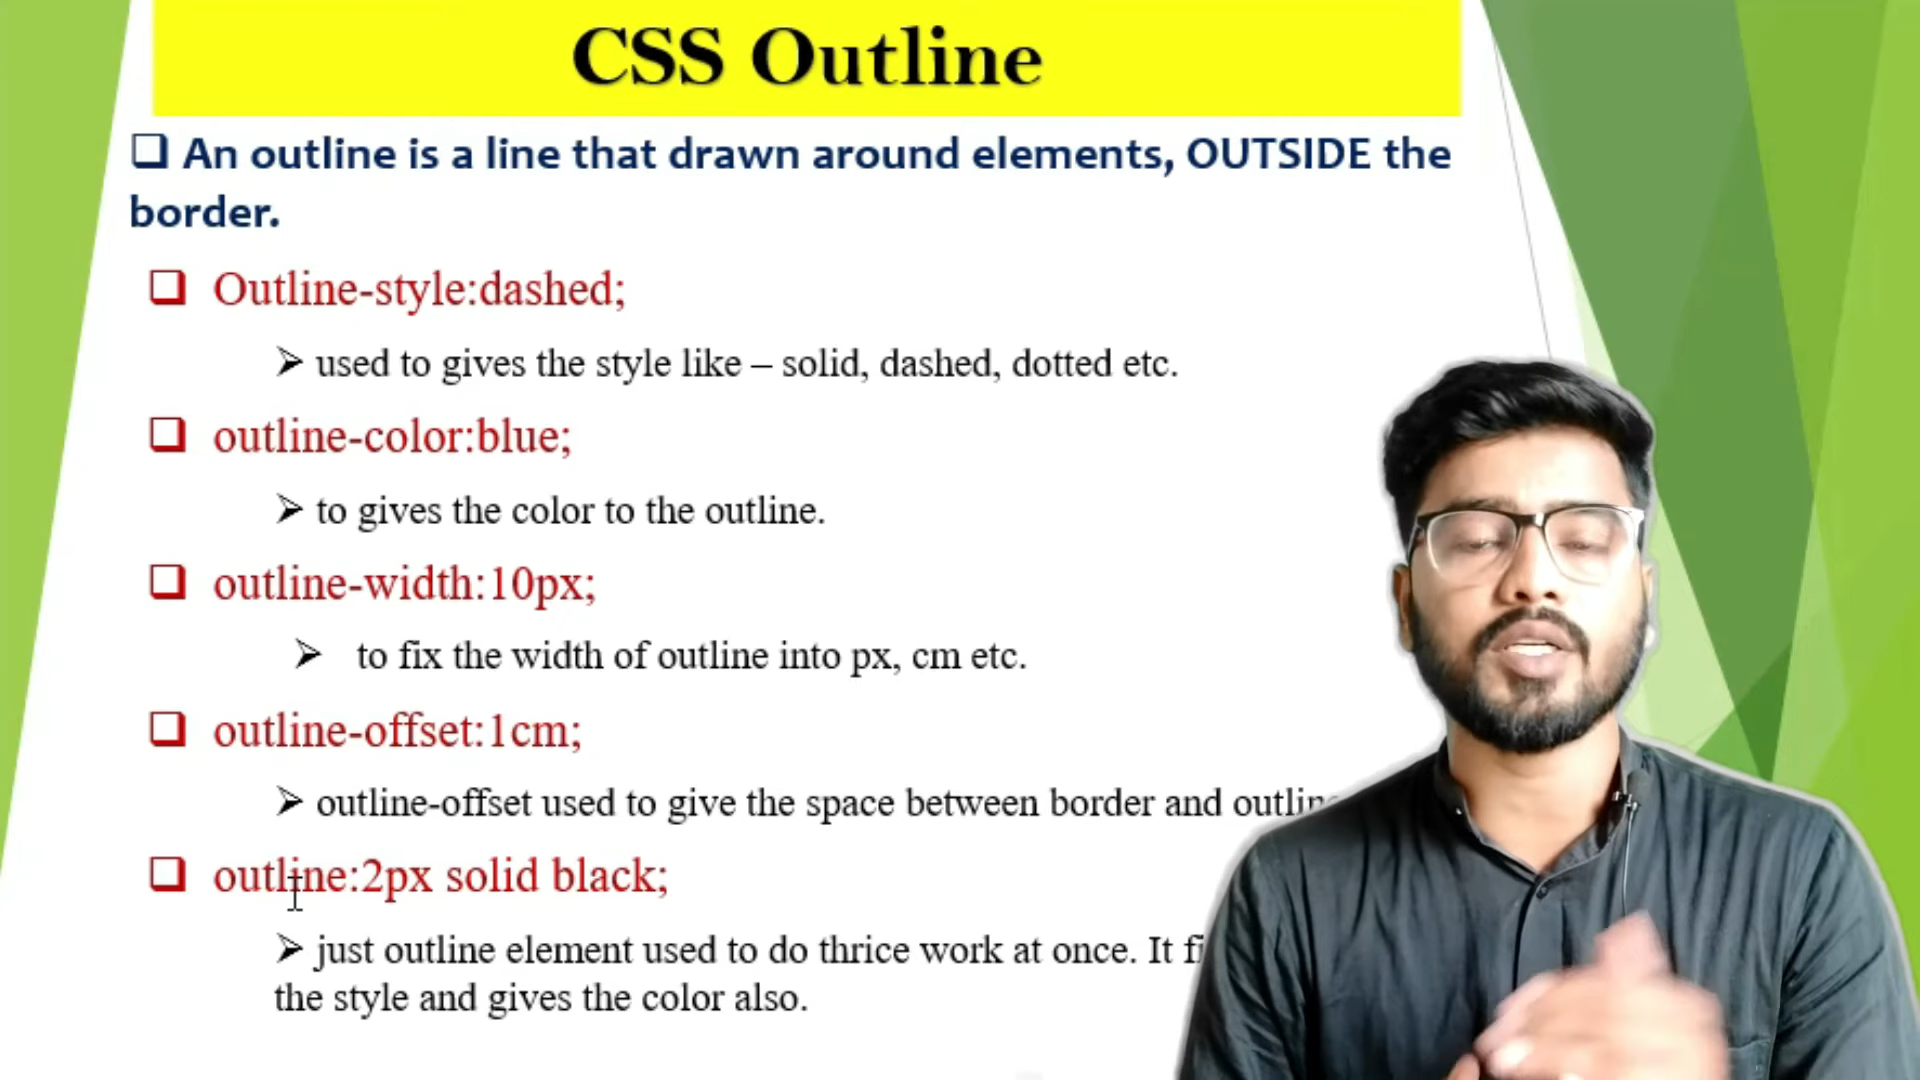 CSS Outline
An outline is a line that drawn around elements, OUTSIDE the
border.
Outline-style:dashed;
used to gives the style like – solid, dashed, dotted etc.
outline-color:blue;
to gives the color to the outline.
outline-width:10px;
to fix the width of outline into px, cm etc.
outline-offset:1cm;
outline-offset used to give the space between border and
outline:2px solid black;
just outline element used to do thrice work at once. It
the style and gives the color also.